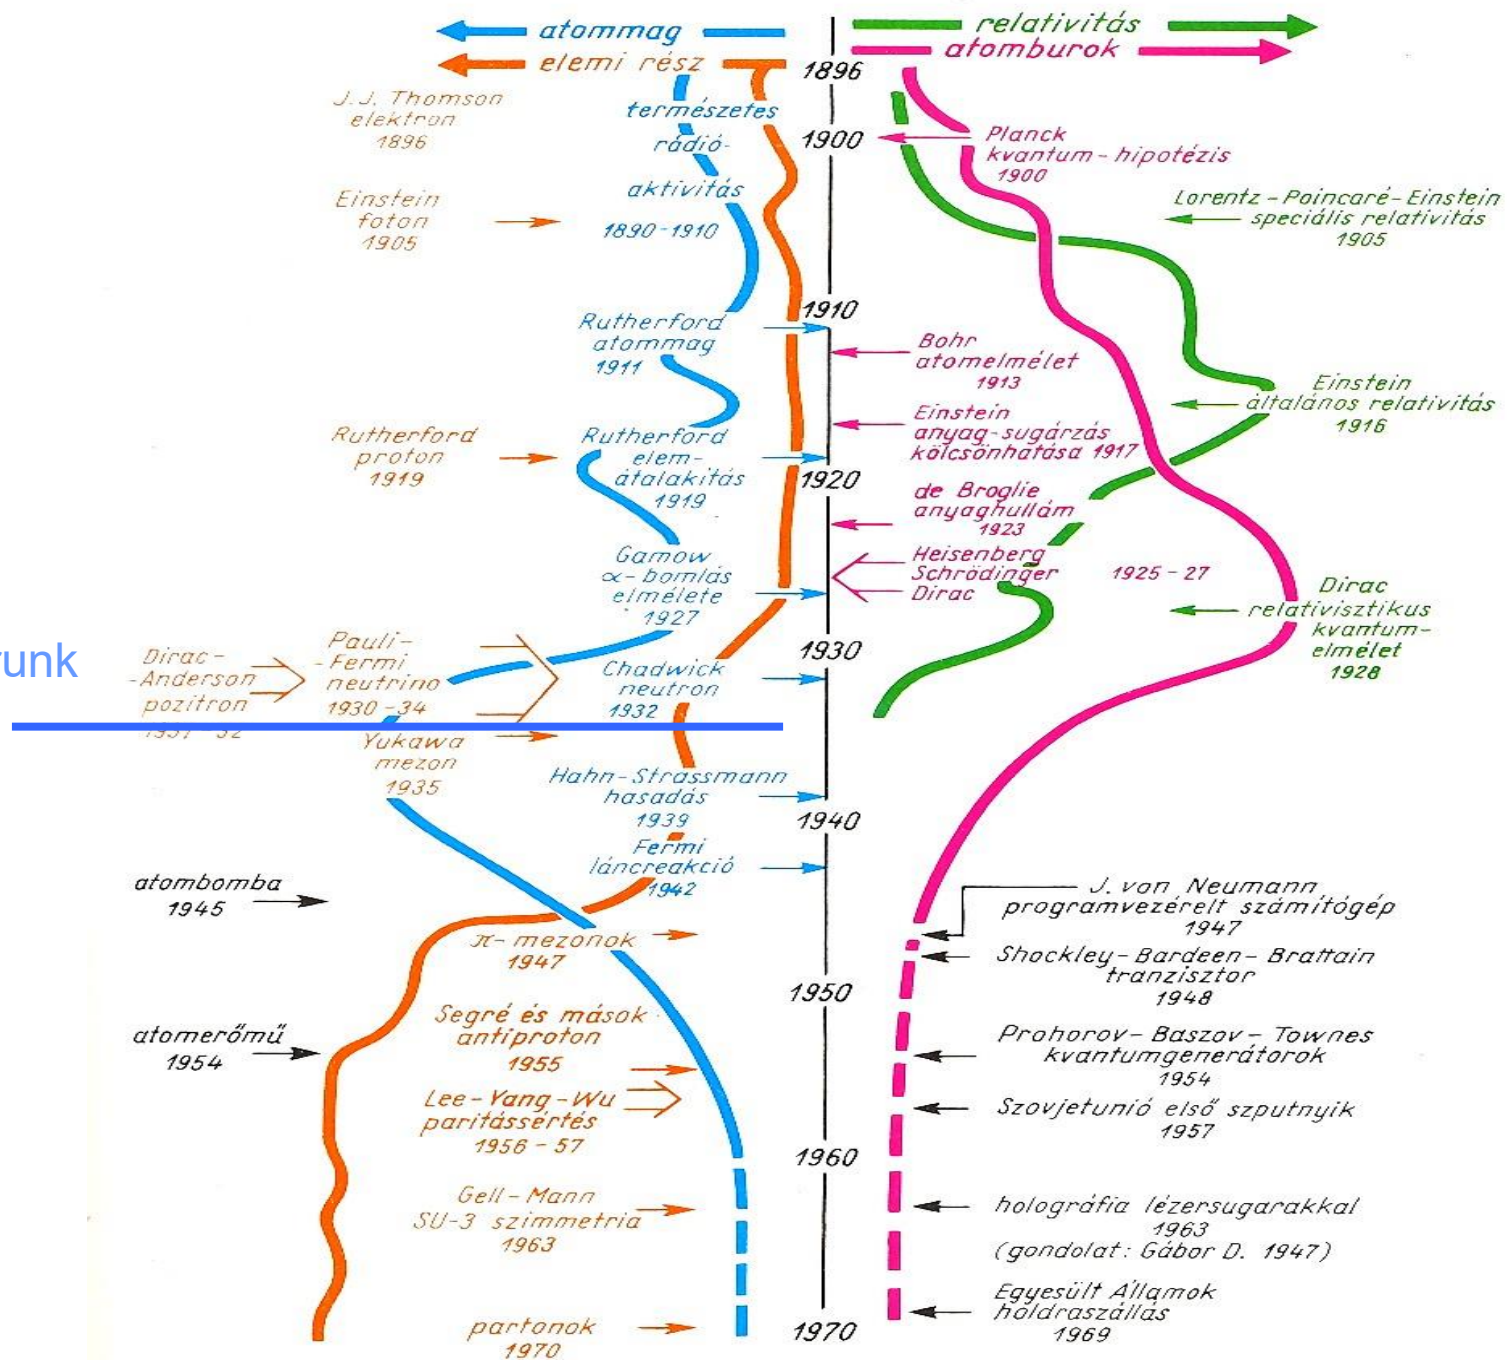 atommag
relativitás
elemi rész
atomburok
1896
J. J. Thomson
elektron
1896
természetes
rádió-
aktivitás
1890-1910
1900
Planck
kvantum-hipotézis
1900
Einstein
foton
1905
Lorentz-Poincaré-Einstein
speciális relativitás
1905
1910
Rutherford
atommag
1911
Bohr
atomelmélet
1913
Einstein
általános relativitás
1916
Einstein
anyag-sugárzás
kölcsönhatása 1917
Rutherford
proton
1919
Rutherford
elem-
átalakítás
1919
1920
de Broglie
anyaghullám
1923
Gamow
α-bomlás
elmélete
1927
Heisenberg
Schrödinger
Dirac
1925-27
Dirac
relativisztikus
kvantum-
elmélet
1928
1930
runk
Dirac-
-Anderson
pozitron
Pauli-
-Fermi
neutrino
1930-34
Chadwick
neutron
1932
Yukawa
mezon
1935
Hahn-Strassmann
hasadás
1939
1940
Fermi
láncreakció
1942
atombomba
1945
J. von Neumann
programvezérelt számítógép
1947
π-mezonok
1947
Shockley-Bardeen-Brattain
tranzisztor
1948
1950
Segré és mások
antiproton
1955
atomerőmű
1954
Prohorov-Baszov-Townes
kvantumgenerátorok
1954
Lee-Yang-Wu
paritássértés
1956-57
Szovjetunió első szputnyik
1957
1960
Gell-Mann
SU-3 szimmetria
1963
holográfia lézersugarakkal
1963
(gondolat: Gábor D. 1947)
Egyesült Államok
holdraszállás
1969
partonok
1970
1970